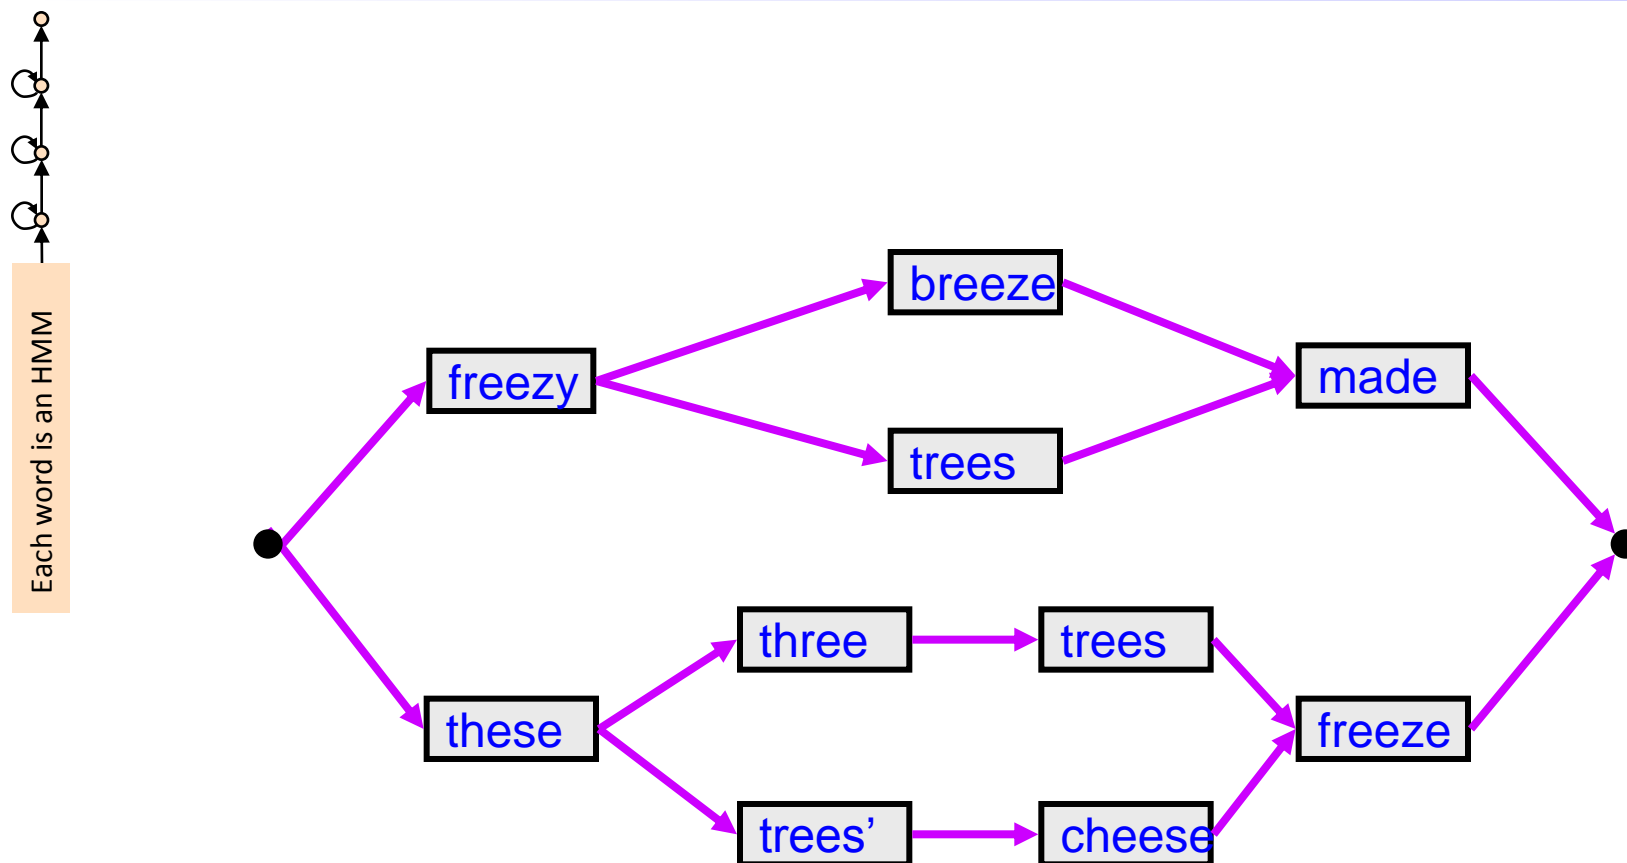 Each word is an HMM
breeze
freezy
made
trees
three
trees
these
freeze
trees’
cheese